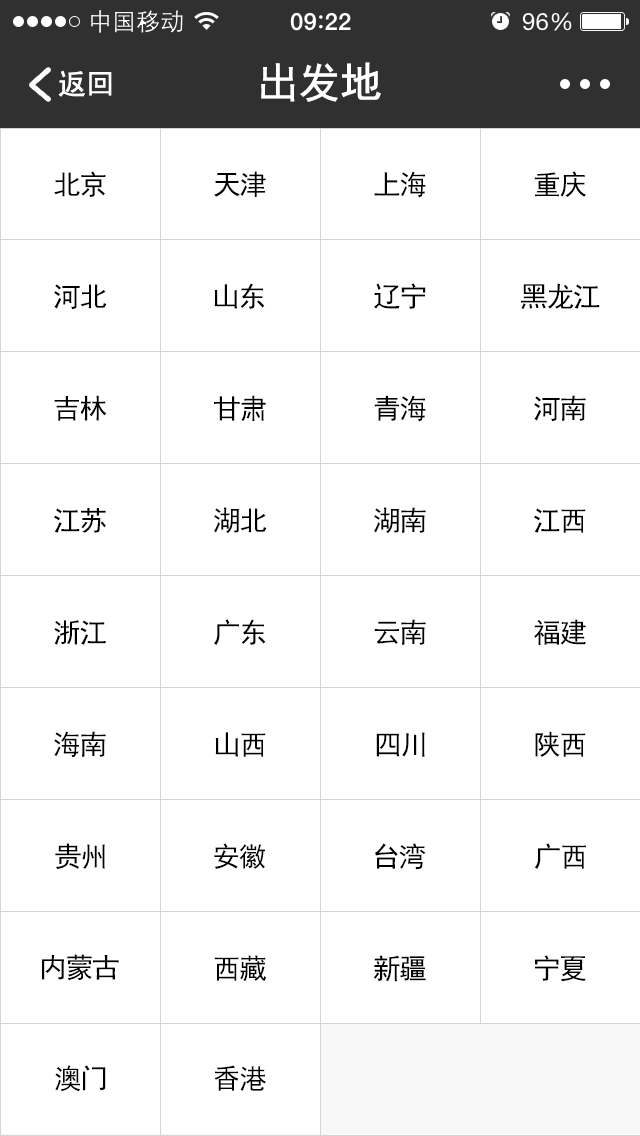 中国移动 09:22 96%
返回 出发地
北京 天津 上海 重庆
河北 山东 辽宁 黑龙江
吉林 甘肃 青海 河南
江苏 湖北 湖南 江西
浙江 广东 云南 福建
海南 山西 四川 陕西
贵州 安徽 台湾 广西
内蒙古 西藏 新疆 宁夏
澳门 香港